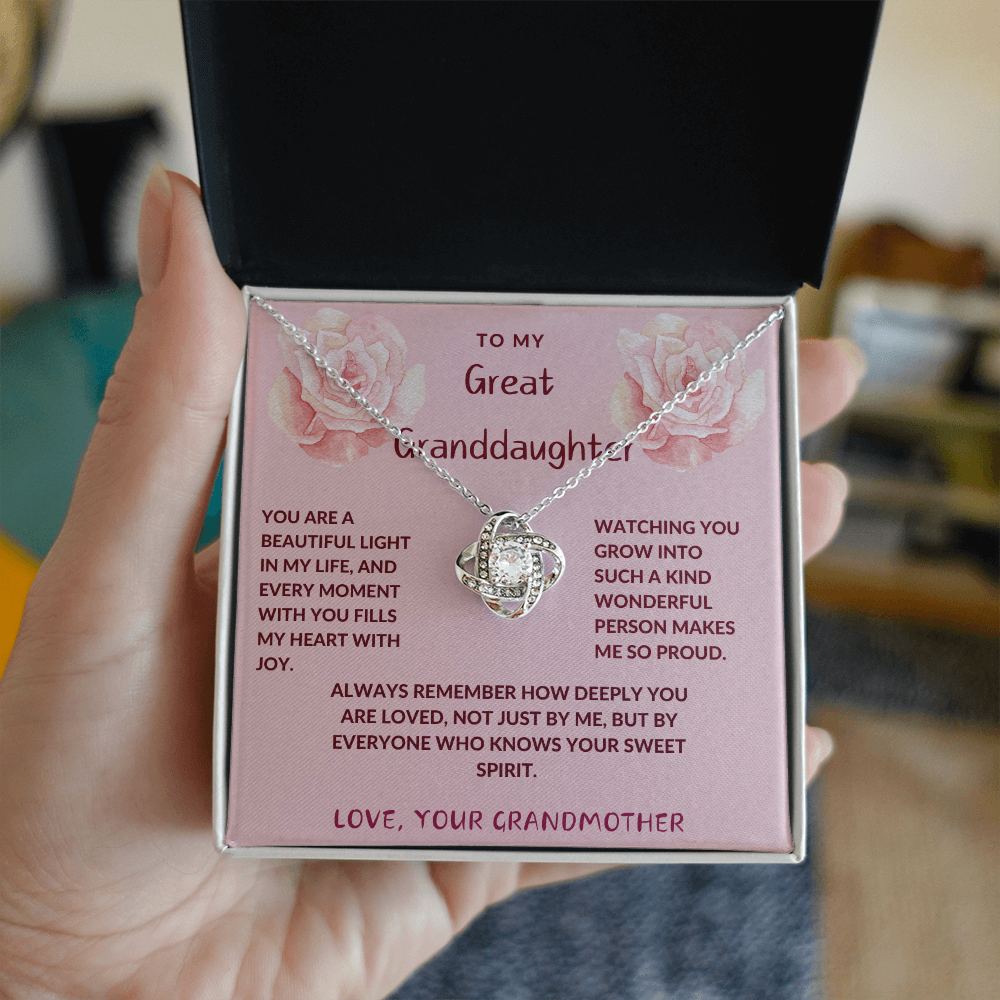 TO MY
Great
Granddaughter
YOU ARE A
BEAUTIFUL LIGHT
IN MY LIFE, AND
EVERY MOMENT
WITH YOU FILLS
MY HEART WITH
JOY.
WATCHING YOU
GROW INTO
SUCH A KIND
WONDERFUL
PERSON MAKES
ME SO PROUD.
ALWAYS REMEMBER HOW DEEPLY YOU
ARE LOVED, NOT JUST BY ME, BUT BY
EVERYONE WHO KNOWS YOUR SWEET
SPIRIT.
LOVE, YOUR GRANDMOTHER